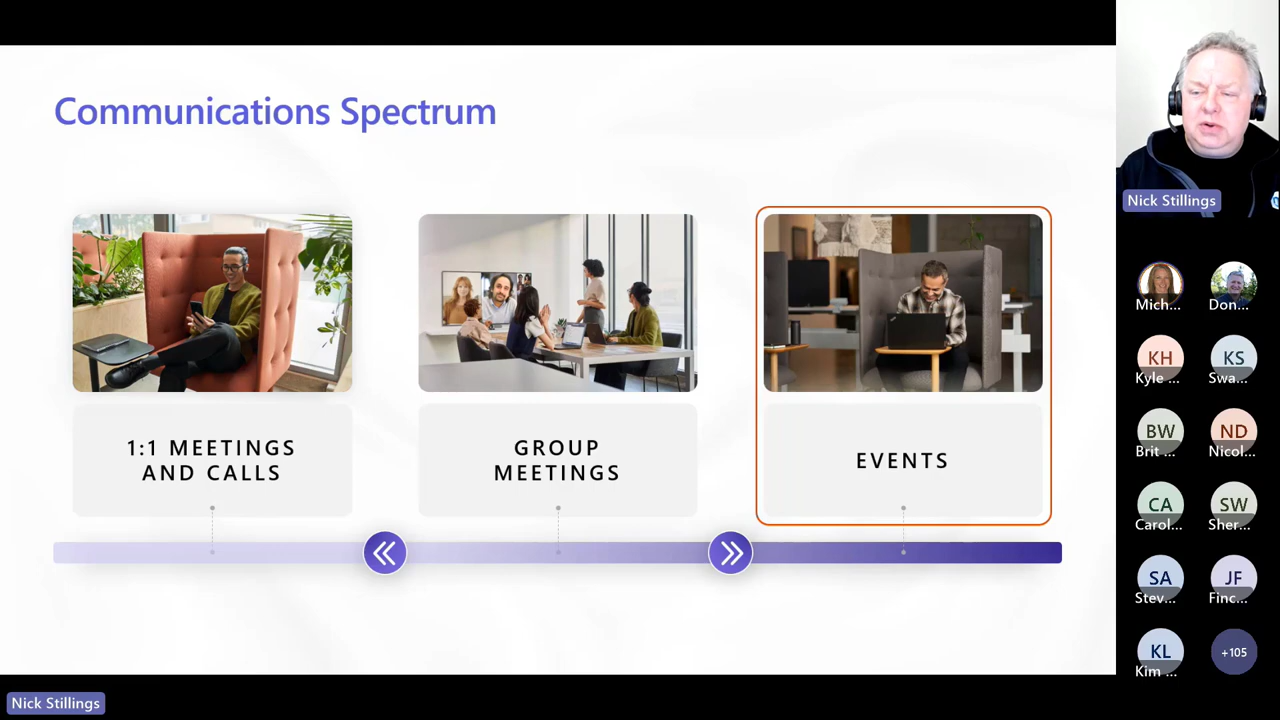 Communications Spectrum
1:1 MEETINGS
AND CALLS
GROUP
MEETINGS
EVENTS
Nick Stillings
Nick Stillings
Mich...
Don...
KH
Kyle ...
KS
Swa...
BW
Brit ...
ND
Nicol...
CA
Carol...
SW
Sher...
SA
Stev...
JF
Finc...
KL
Kim ...
+105